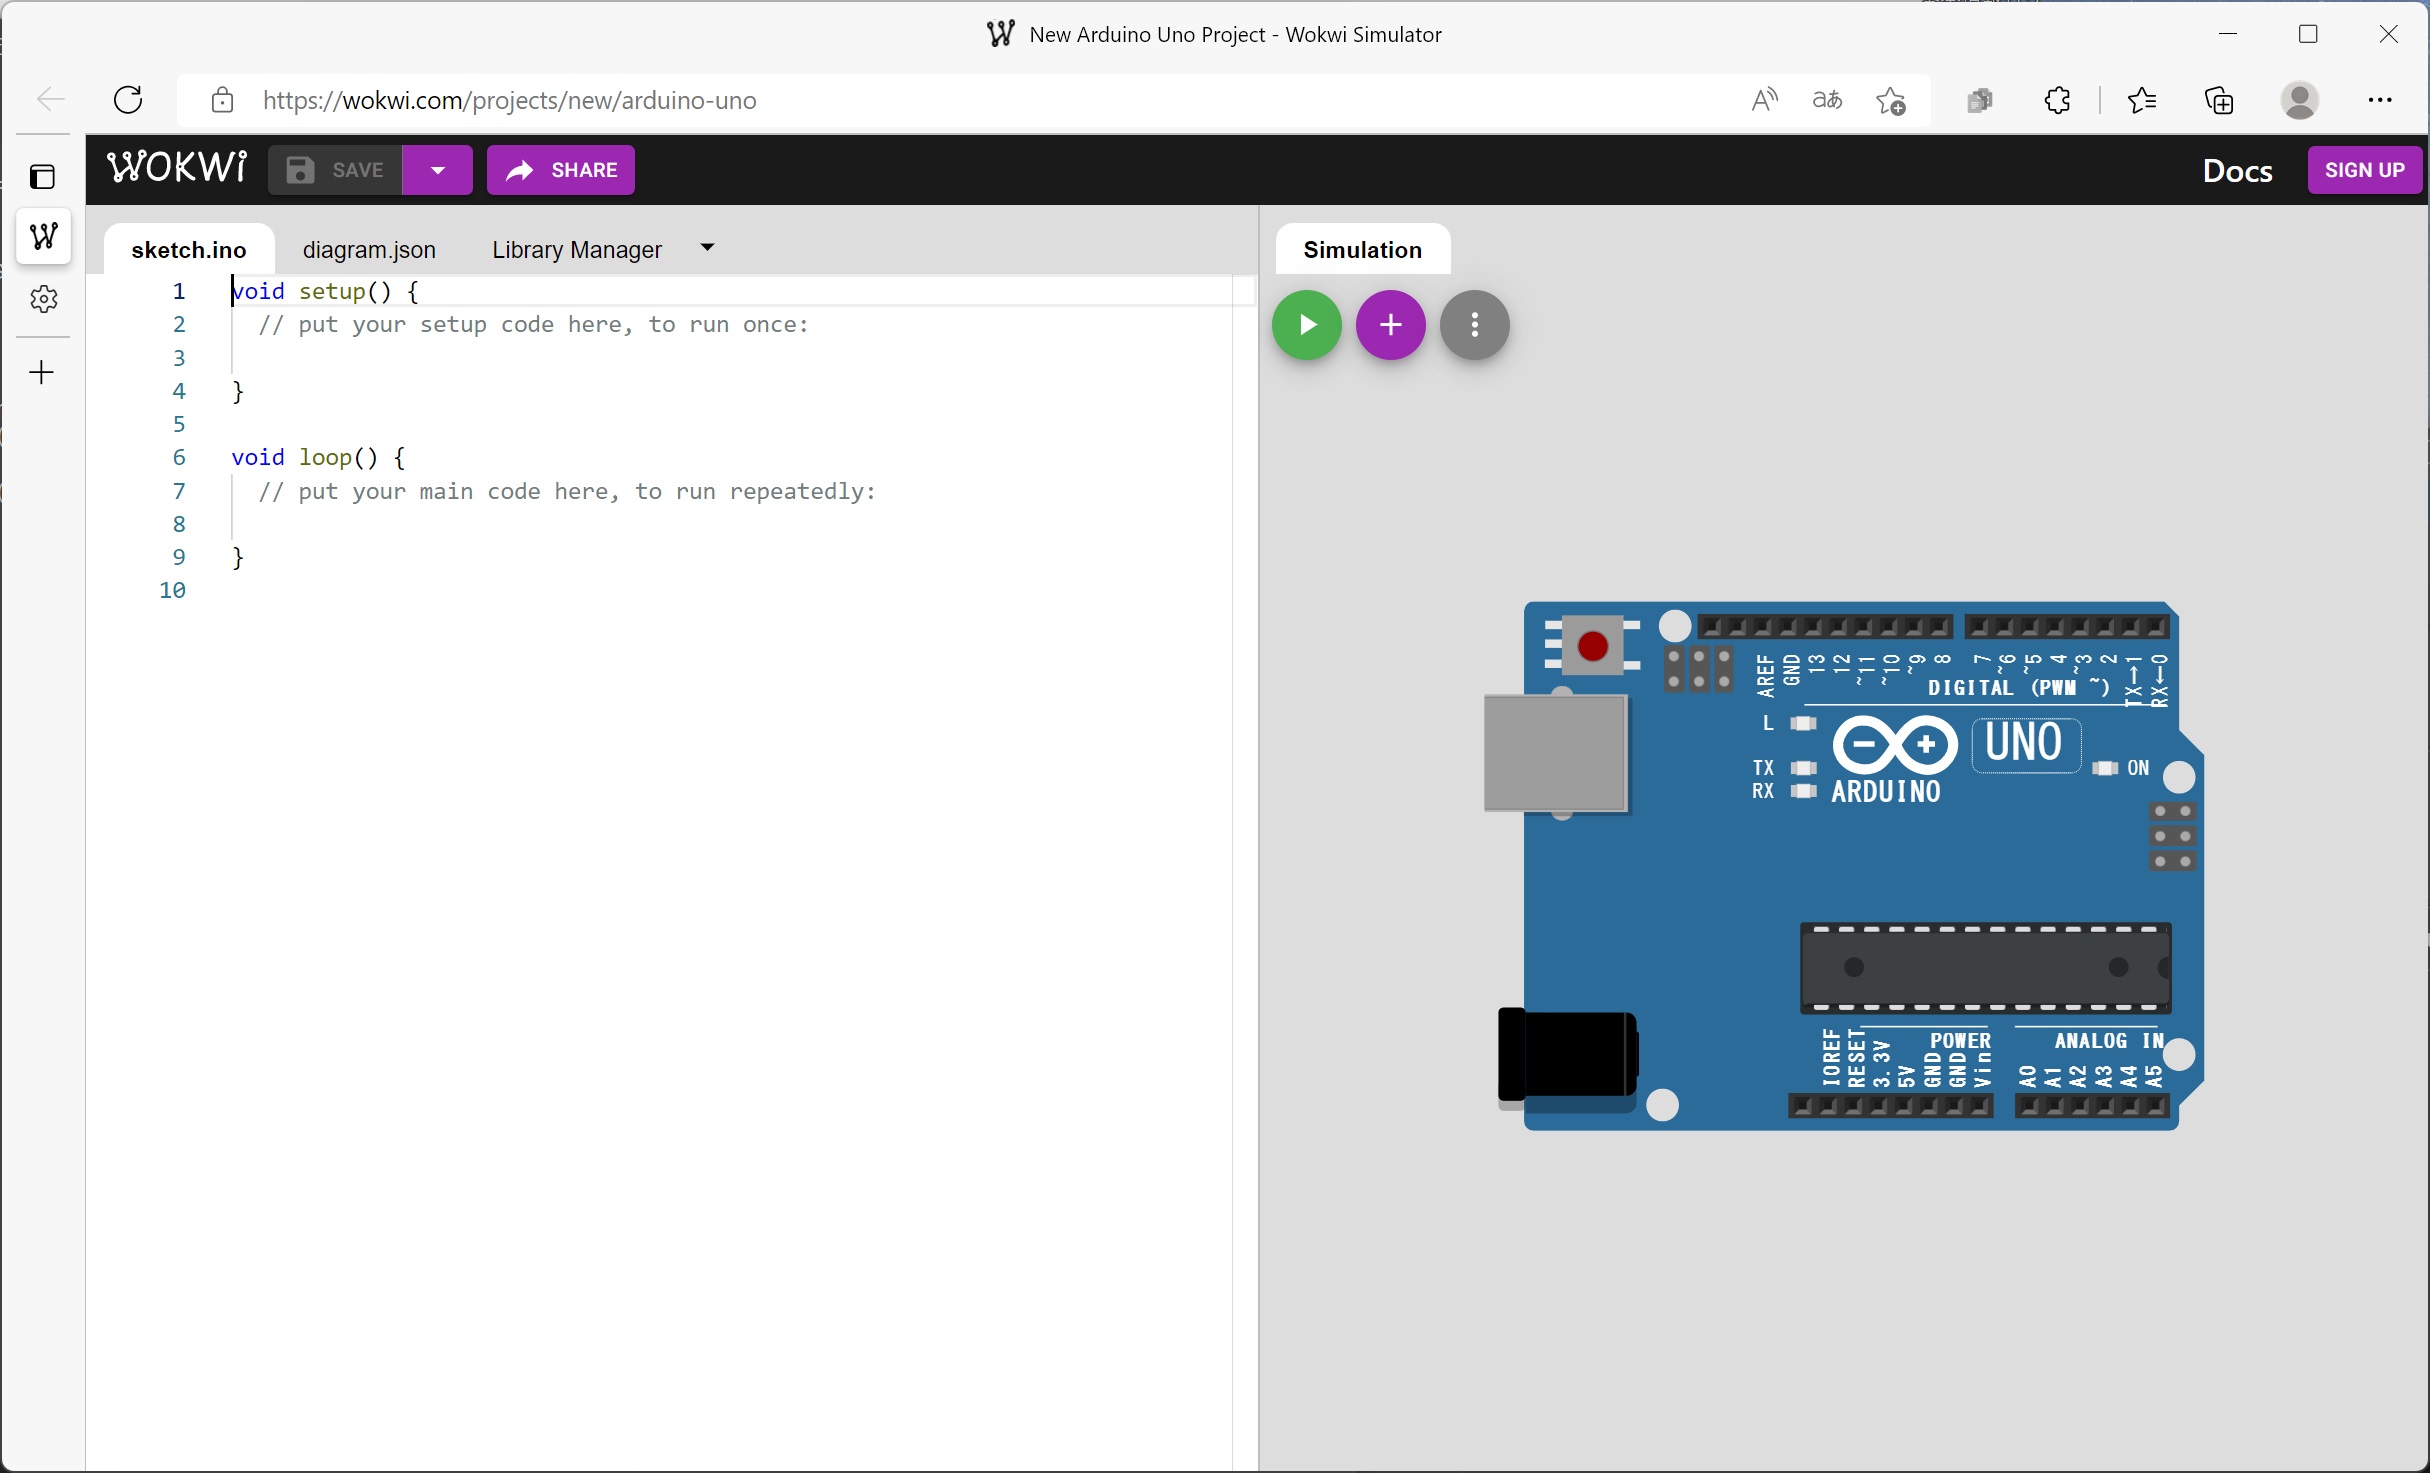 New Arduino Uno Project - Wokwi Simulator
https://wokwi.com/projects/new/arduino-uno
WOKWi SAVE SHARE Docs SIGN UP
sketch.ino diagram.json Library Manager
Simulation
1 void setup() {
2 // put your setup code here, to run once:
3
4 }
5
6 void loop() {
7 // put your main code here, to run repeatedly:
8
9 }
10
AREF GND 13 12 ~11 ~10 ~9 8 7 ~6 ~5 4 ~3 2 TX→1 RX←0
DIGITAL (PWM ~)
L
UNO
TX
RX
ARDUINO
ON
POWER
ANALOG IN
IOREF RESET 3.3V 5V GND GND Vin A0 A1 A2 A3 A4 A5